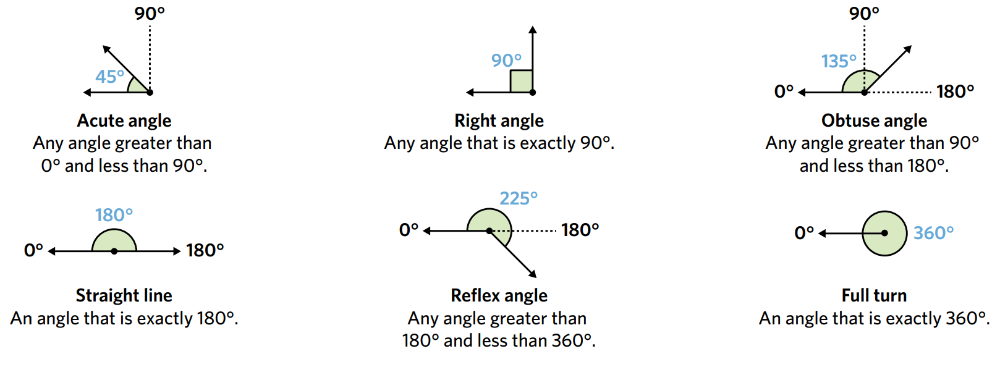 90°
45°
Acute angle
Any angle greater than
0° and less than 90°.
90°
Right angle
Any angle that is exactly 90°.
90°
135°
0°
180°
Obtuse angle
Any angle greater than 90°
and less than 180°.
180°
0°
180°
Straight line
An angle that is exactly 180°.
225°
0°
180°
Reflex angle
Any angle greater than
180° and less than 360°.
0°
360°
Full turn
An angle that is exactly 360°.